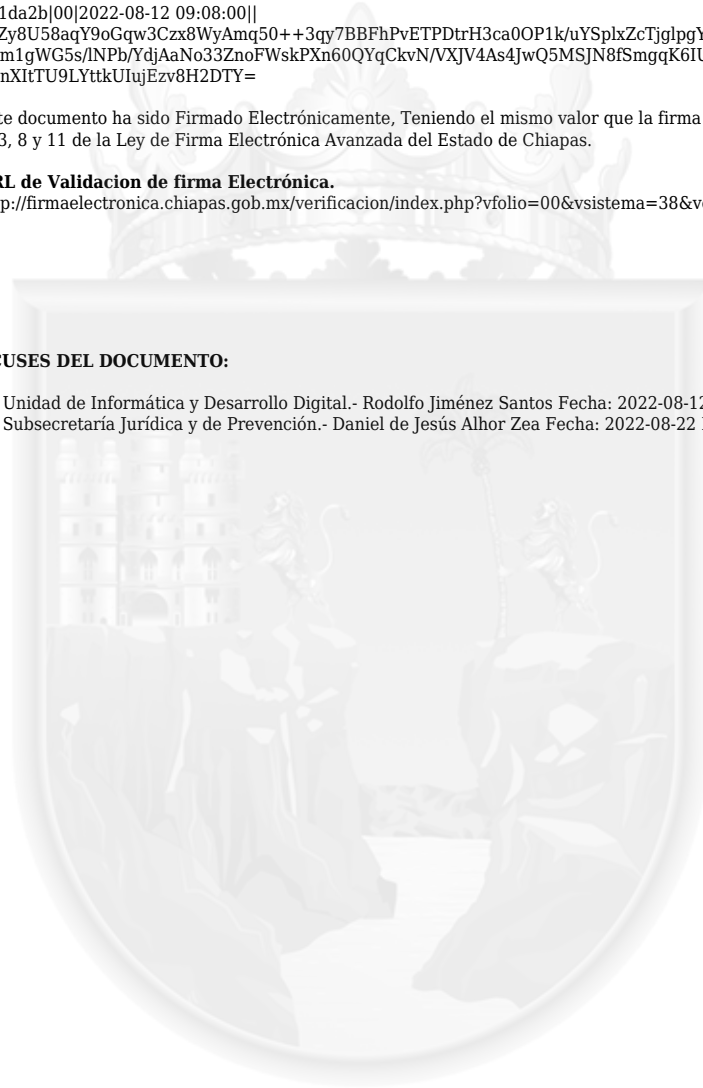 1da2b|00|2022-08-12 09:08:00||
Zy8U58aqY9oGqw3Czx8WyAmq50++3qy7BBFhPvETPDtrH3ca0OP1k/uYSplxZcTjglpgY
m1gWG5s/lNPb/YdjAaNo33ZnoFWskPXn60QYqCkvN/VXJV4As4JwQ5MSJN8fSmgqK6IU
nXItTU9LYttkUIujEzv8H2DTY=
te documento ha sido Firmado Electrónicamente, Teniendo el mismo valor que la firma
3, 8 y 11 de la Ley de Firma Electrónica Avanzada del Estado de Chiapas.
RL de Validacion de firma Electrónica.
p://firmaelectronica.chiapas.gob.mx/verificacion/index.php?vfolio=00&vsistema=38&v
CUSES DEL DOCUMENTO:
Unidad de Informática y Desarrollo Digital.- Rodolfo Jiménez Santos Fecha: 2022-08-12
Subsecretaría Jurídica y de Prevención.- Daniel de Jesús Alhor Zea Fecha: 2022-08-22